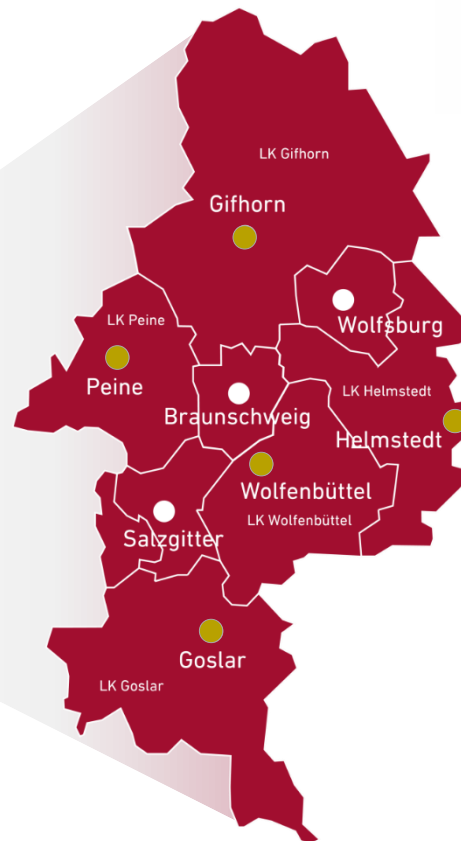 LK Gifhorn
Gifhorn
LK Peine
Wolfsburg
Peine
LK Helmstedt
Braunschweig
Helmstedt
Wolfenbüttel
LK Wolfenbüttel
Salzgitter
Goslar
LK Goslar